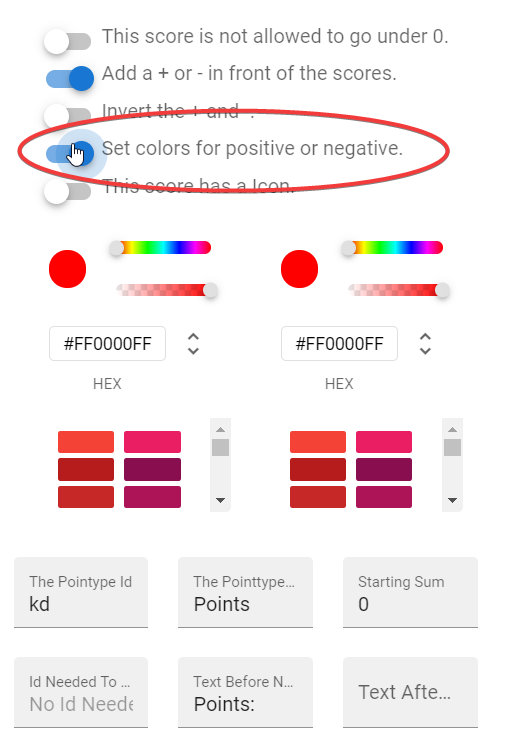 This score is not allowed to go under 0.
Add a + or - in front of the scores.
Invert the + and -.
Set colors for positive or negative.
This score has a Icon.
#FF0000FF #FF0000FF
HEX HEX
The Pointype Id The Pointtype... Starting Sum
kd Points 0
Id Needed To ... Text Before N... Text Afte...
No Id Neede Points: